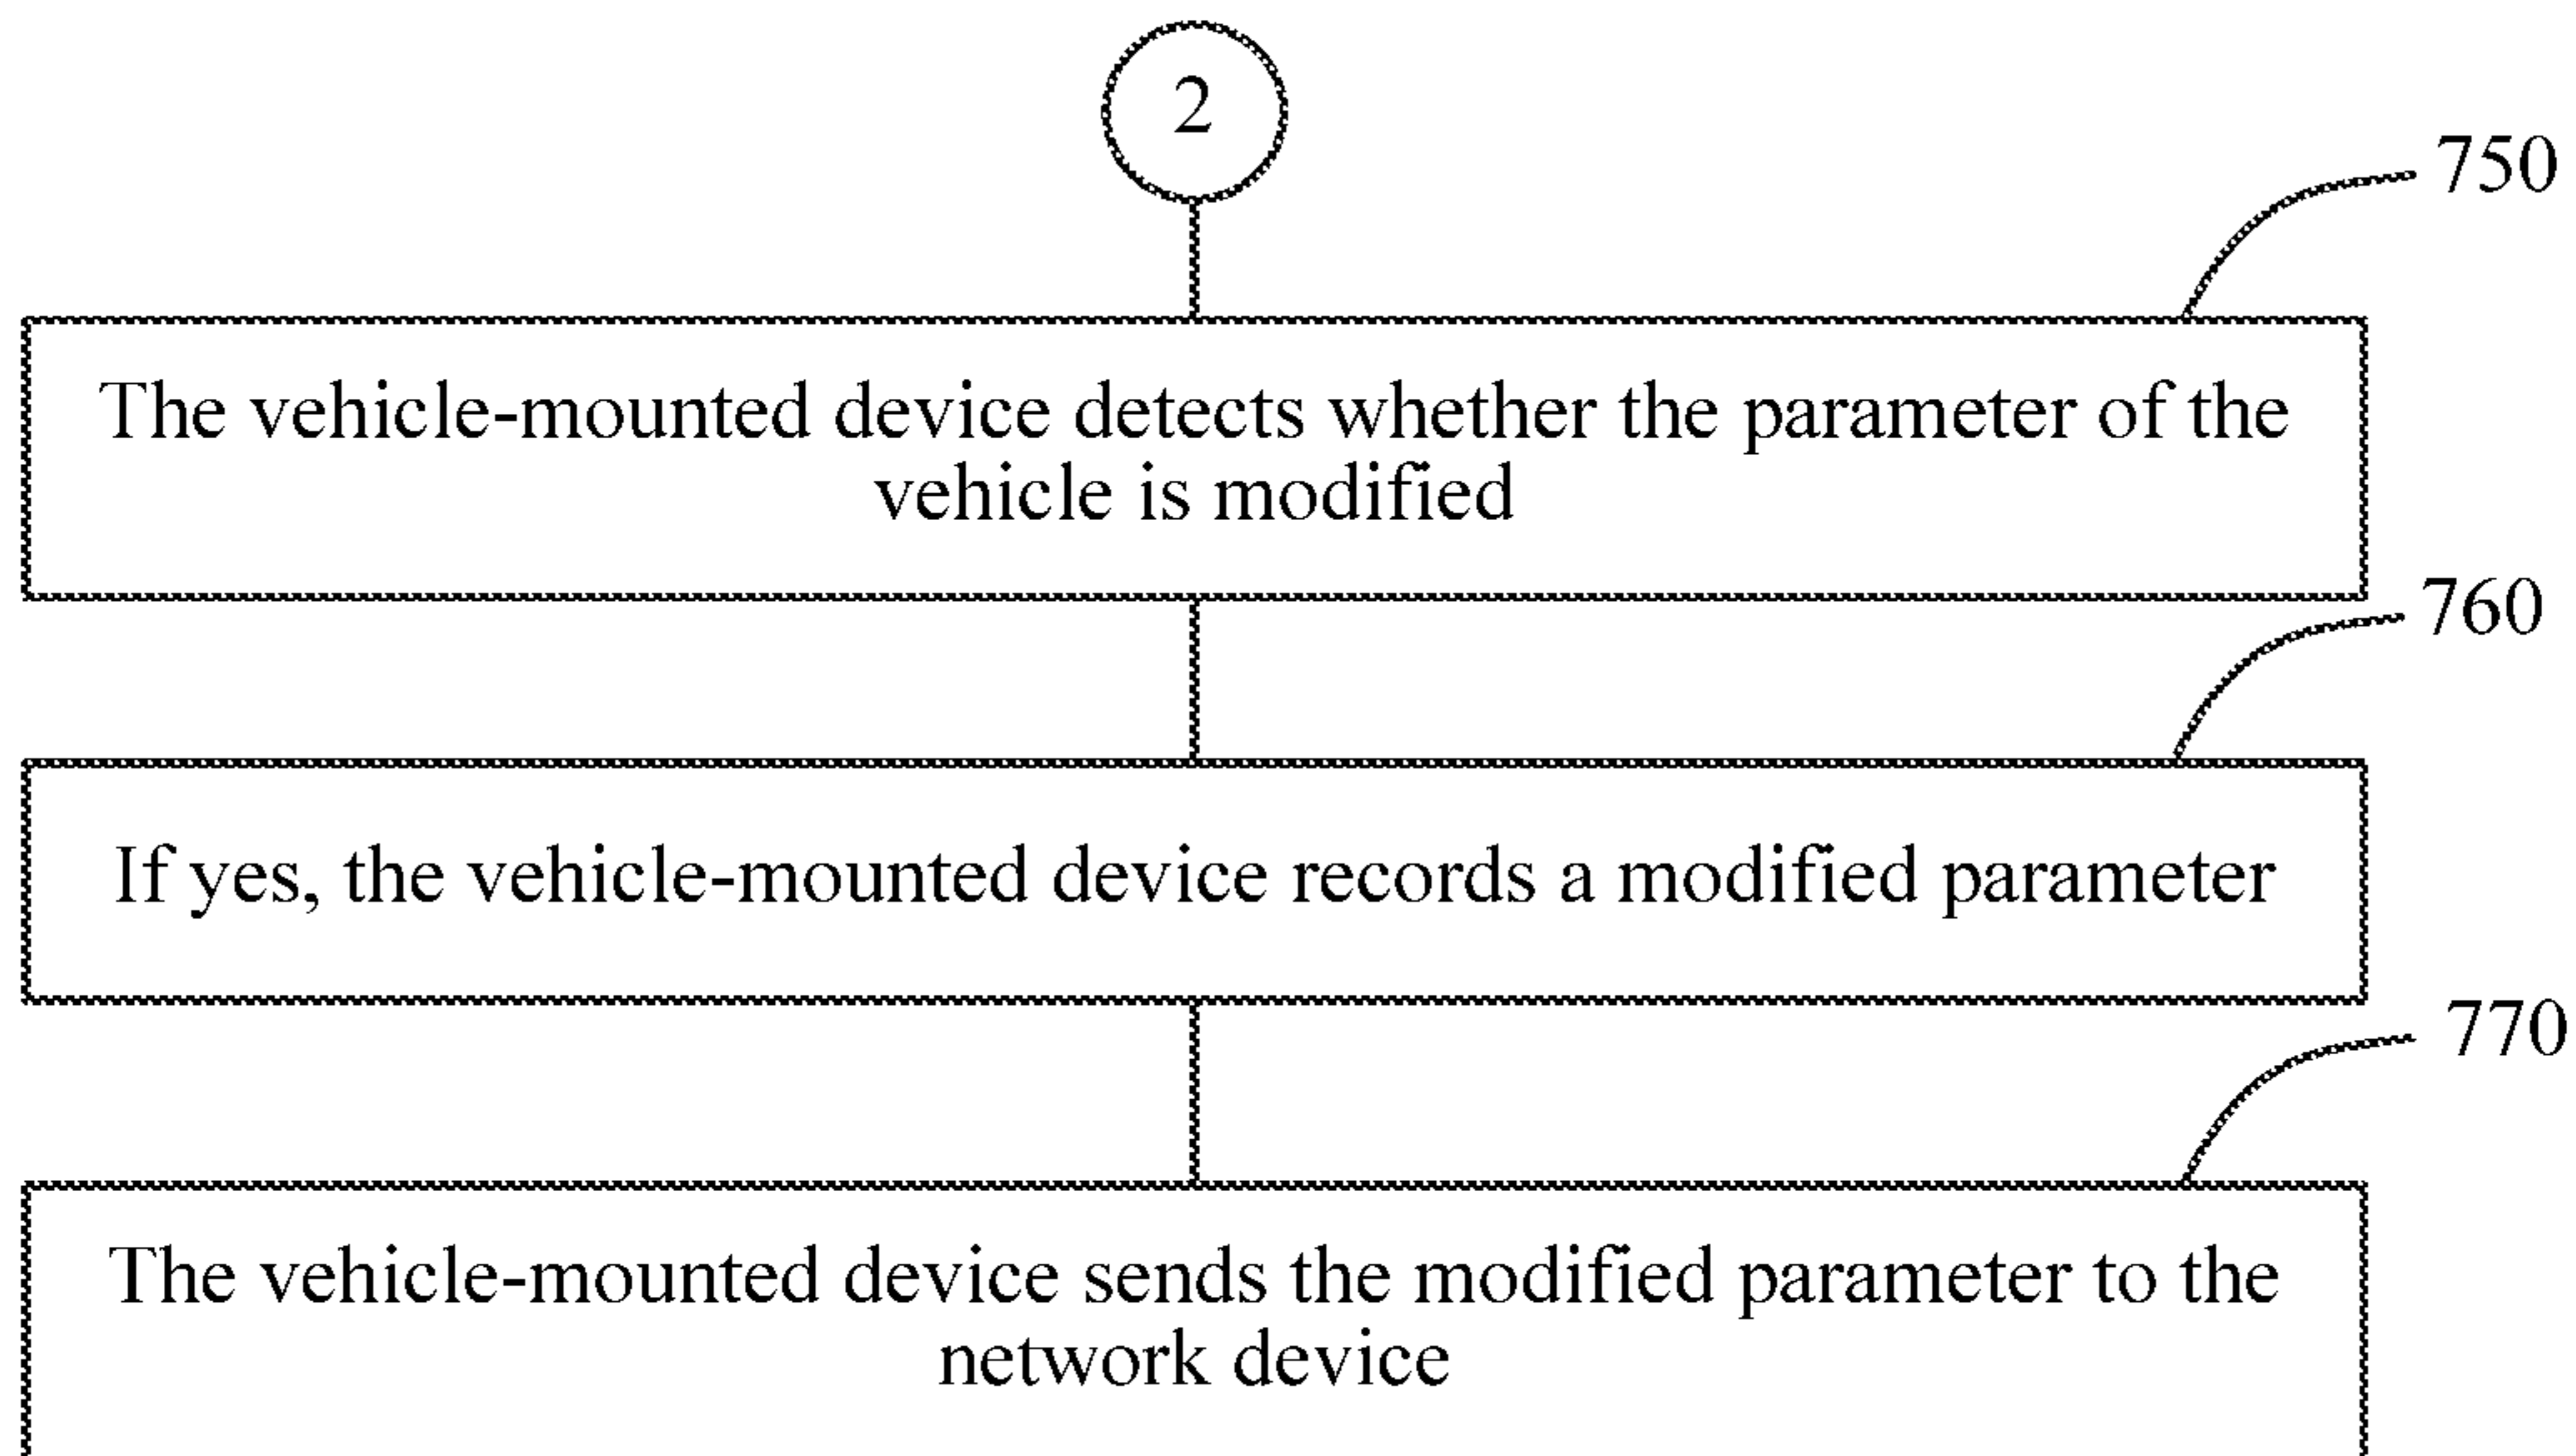 2
750
The vehicle-mounted device detects whether the parameter of the
vehicle is modified
760
If yes, the vehicle-mounted device records a modified parameter
770
The vehicle-mounted device sends the modified parameter to the
network device